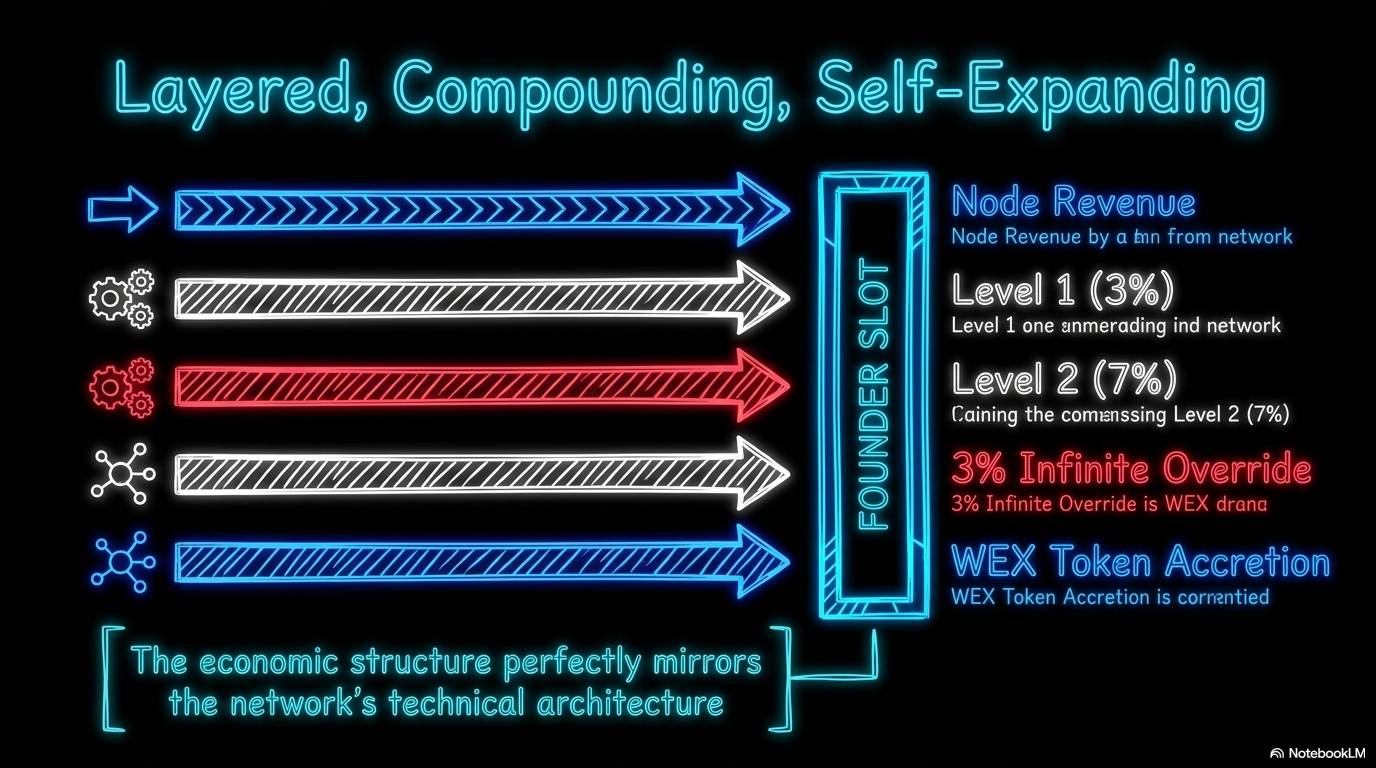 Layered, Compounding, Self-Expanding
FOUNDER SLOT
Node Revenue
Node Revenue by a from network
Level 1 (3%)
Level 1 one ind network
Level 2 (7%)
the Level 2 (7%)
3% Infinite Override
3% Infinite Override is WEX drana
WEX Token Accretion
WEX Token Accretion is
The economic structure perfectly mirrors
the network's technical architecture
NotebookLM